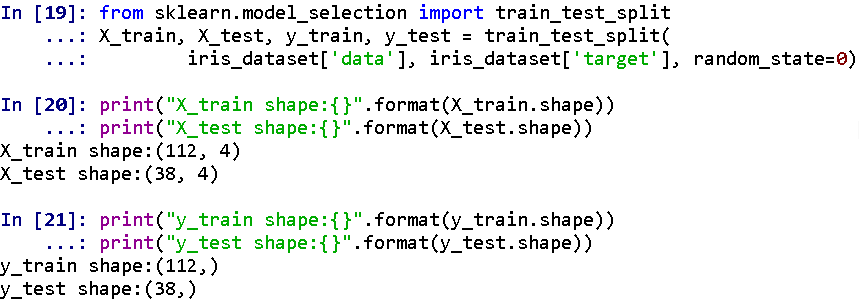 In [19]: from sklearn.model_selection import train_test_split
    ...: X_train, X_test, y_train, y_test = train_test_split(
    ...:         iris_dataset['data'], iris_dataset['target'], random_state=0)
In [20]: print("X_train shape:{}".format(X_train.shape))
    ...: print("X_test shape:{}".format(X_test.shape))
X_train shape:(112, 4)
X_test shape:(38, 4)
In [21]: print("y_train shape:{}".format(y_train.shape))
    ...: print("y_test shape:{}".format(y_test.shape))
y_train shape:(112,)
y_test shape:(38,)